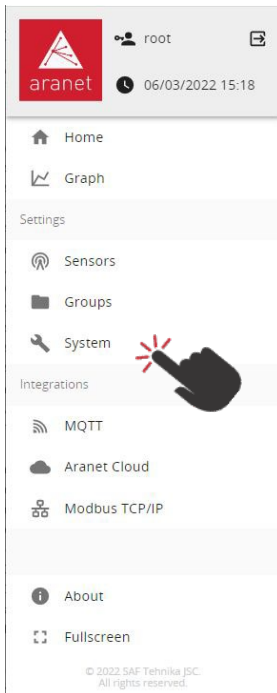 root
aranet
06/03/2022 15:18
Home
Graph
Settings
Sensors
Groups
System
Integrations
MQTT
Aranet Cloud
Modbus TCP/IP
About
Fullscreen
© 2022 SAF Tehnika JSC.
All rights reserved.